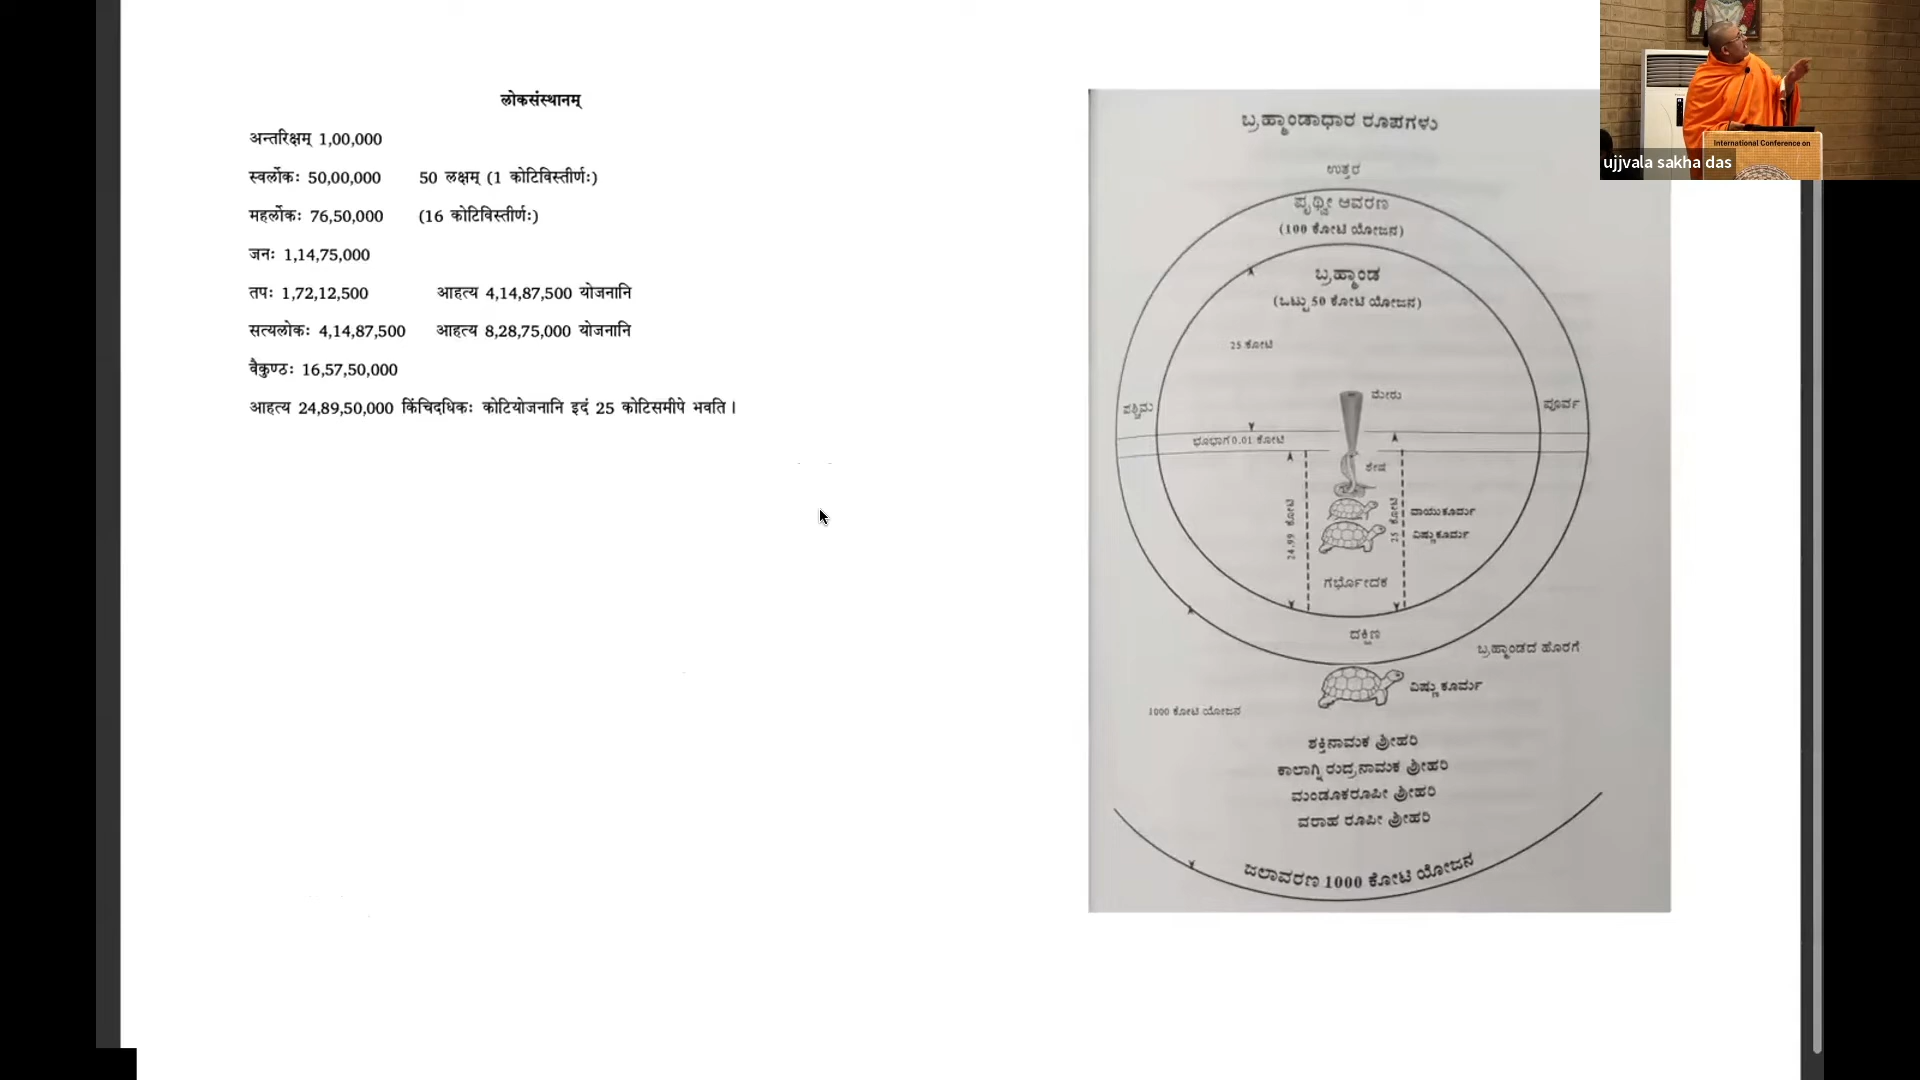 लोकसंस्थानम्
अन्तरिक्षम् 1,00,000
स्वर्लोकः 50,00,000 50 लक्षम् (1 कोटिविस्तीर्णः)
महर्लोकः 76,50,000 (16 कोटिविस्तीर्णः)
जनः 1,14,75,000
तपः 1,72,12,500 आहत्य 4,14,87,500 योजनानि
सत्यलोकः 4,14,87,500 आहत्य 8,28,75,000 योजनानि
वैकुण्ठः 16,57,50,000
आहत्य 24,89,50,000 किंचिदधिकः कोटियोजनानि इदं 25 कोटिसमीपे भवति ।
ಬ್ರಹ್ಮಾಂಡಾಧಾರ ರೂಪಗಳು
ಉತ್ತರ
ಪೃಥ್ವೀ ಆವರಣ
(100 ಕೋಟಿ ಯೋಜನ)
ಬ್ರಹ್ಮಾಂಡ
(ಒಟ್ಟು 50 ಕೋಟಿ ಯೋಜನ)
25 ಕೋಟಿ
ಮೇರು
ಪಶ್ಚಿಮ
ಪೂರ್ವ
ಭೂಭಾಗ 0.01 ಕೋಟಿ
ಶೇಷ
24.99 ಕೋಟಿ
25 ಕೋಟಿ
ವಾಯುಕೂರ್ಮ
ವಿಷ್ಣುಕೂರ್ಮ
ಗರ್ಭೋದಕ
ದಕ್ಷಿಣ
ಬ್ರಹ್ಮಾಂಡದ ಹೊರಗೆ
ವಿಷ್ಣು ಕೂರ್ಮ
1000 ಕೋಟಿ ಯೋಜನ
ಶಕ್ತಿನಾಮಕ ಶ್ರೀಹರಿ
ಕಾಲಾಗ್ನಿ ರುದ್ರನಾಮಕ ಶ್ರೀಹರಿ
ಮಂಡೂಕರೂಪೀ ಶ್ರೀಹರಿ
ವರಾಹ ರೂಪೀ ಶ್ರೀಹರಿ
ಜಲಾವರಣ 1000 ಕೋಟಿ ಯೋಜನ
International Conference on
ujjvala sakha das